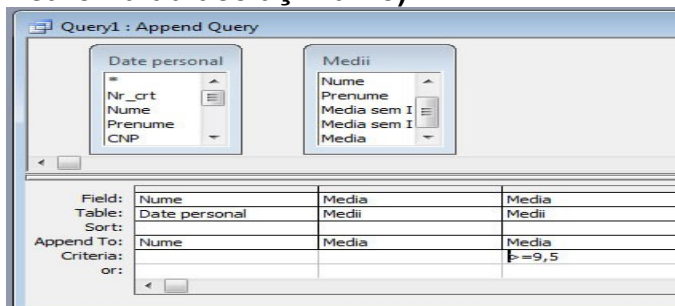 Query1 : Append Query
Date personal
*
Nr_crt
Nume
Prenume
CNP
Medii
Nume
Prenume
Media sem I
Media sem I
Media
Field: Nume Media Media
Table: Date personal Medii Medii
Sort:
Append To: Nume Media Media
Criteria: >=9,5
or: